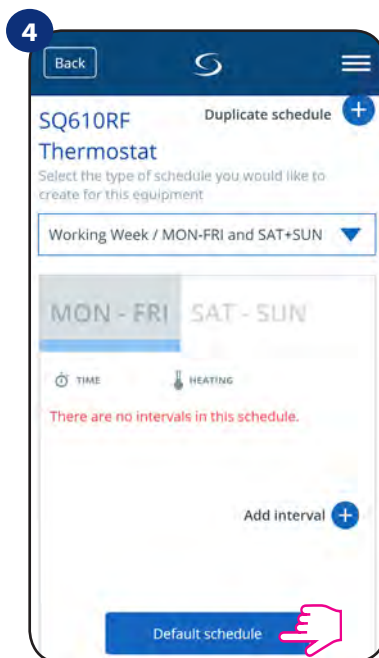 4
Back
SQ610RF
Thermostat
Duplicate schedule
Select the type of schedule you would like to
create for this equipment
Working Week / MON-FRI and SAT+SUN
MON - FRI SAT - SUN
TIME HEATING
There are no intervals in this schedule.
Add interval
Default schedule